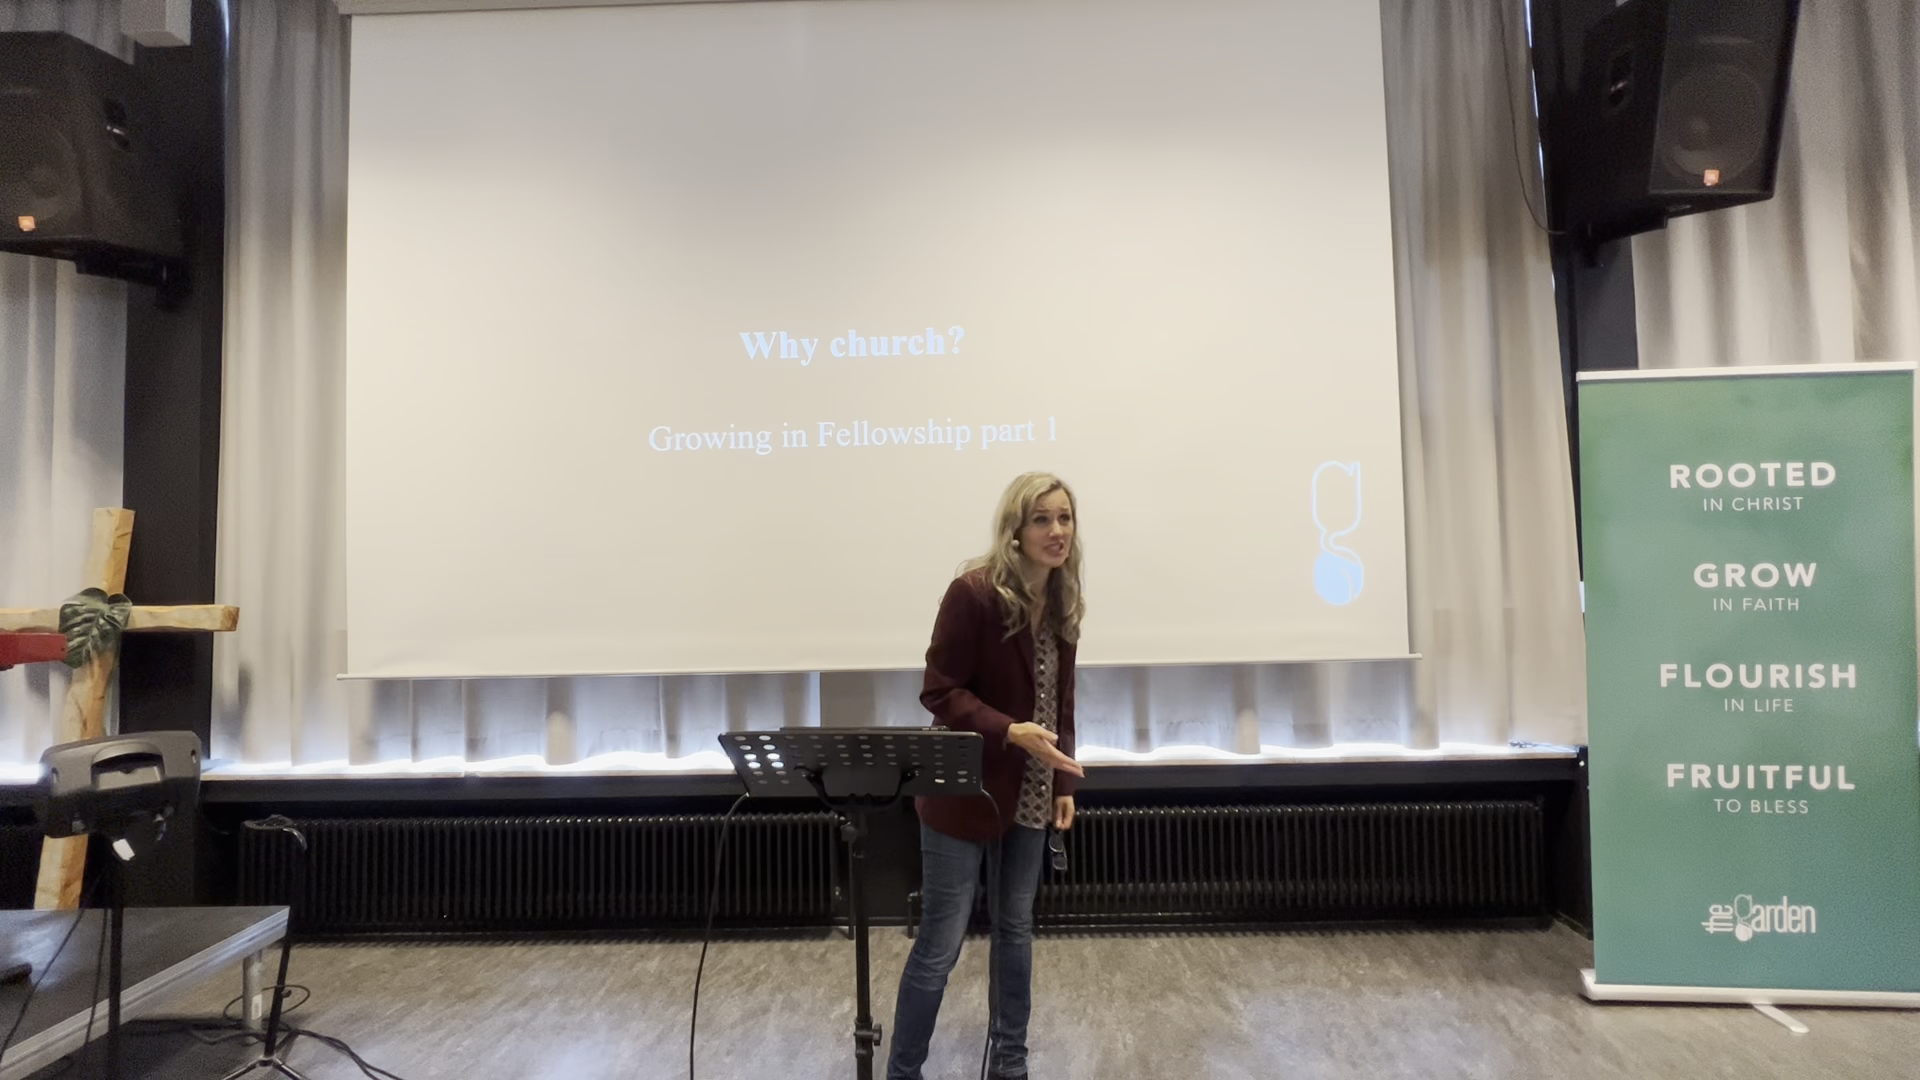 Why church?
Growing in Fellowship part 1
ROOTED
IN CHRIST
GROW
IN FAITH
FLOURISH
IN LIFE
FRUITFUL
TO BLESS
the Garden